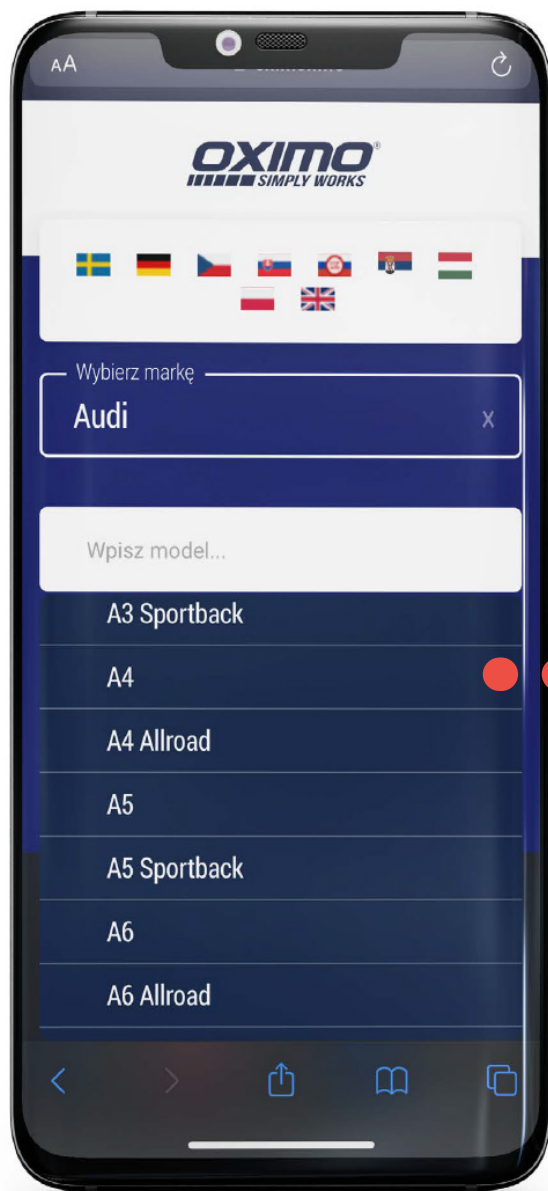 AA
OXIMO®
SIMPLY WORKS
Wybierz markę
Audi
x
Wpisz model...
A3 Sportback
A4
A4 Allroad
A5
A5 Sportback
A6
A6 Allroad